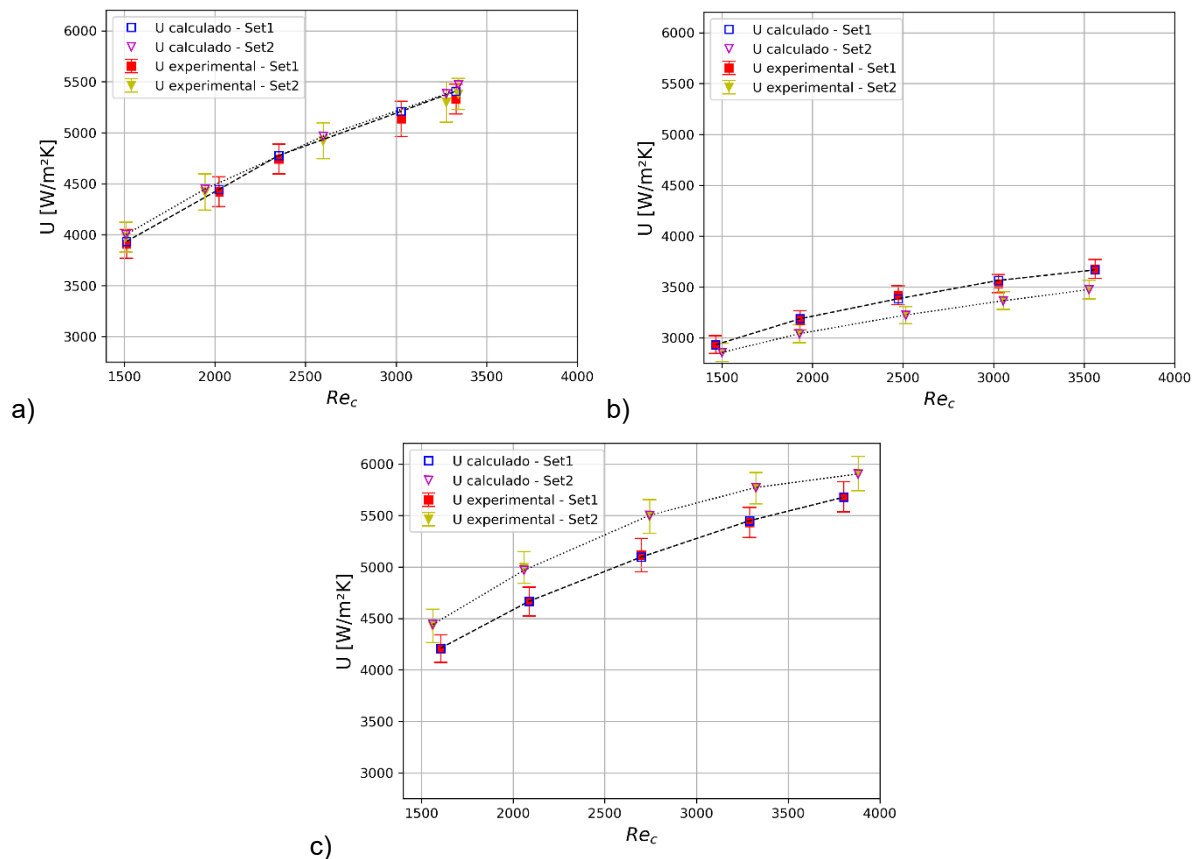 U [W/m²K]
6000
5500
5000
4500
4000
3500
3000
U calculado - Set1
U calculado - Set2
U experimental - Set1
U experimental - Set2
1500 2000 2500 3000 3500 4000
Re_c
a)
U [W/m²K]
6000
5500
5000
4500
4000
3500
3000
U calculado - Set1
U calculado - Set2
U experimental - Set1
U experimental - Set2
1500 2000 2500 3000 3500 4000
Re_c
b)
U [W/m²K]
6000
5500
5000
4500
4000
3500
3000
U calculado - Set1
U calculado - Set2
U experimental - Set1
U experimental - Set2
1500 2000 2500 3000 3500 4000
Re_c
c)